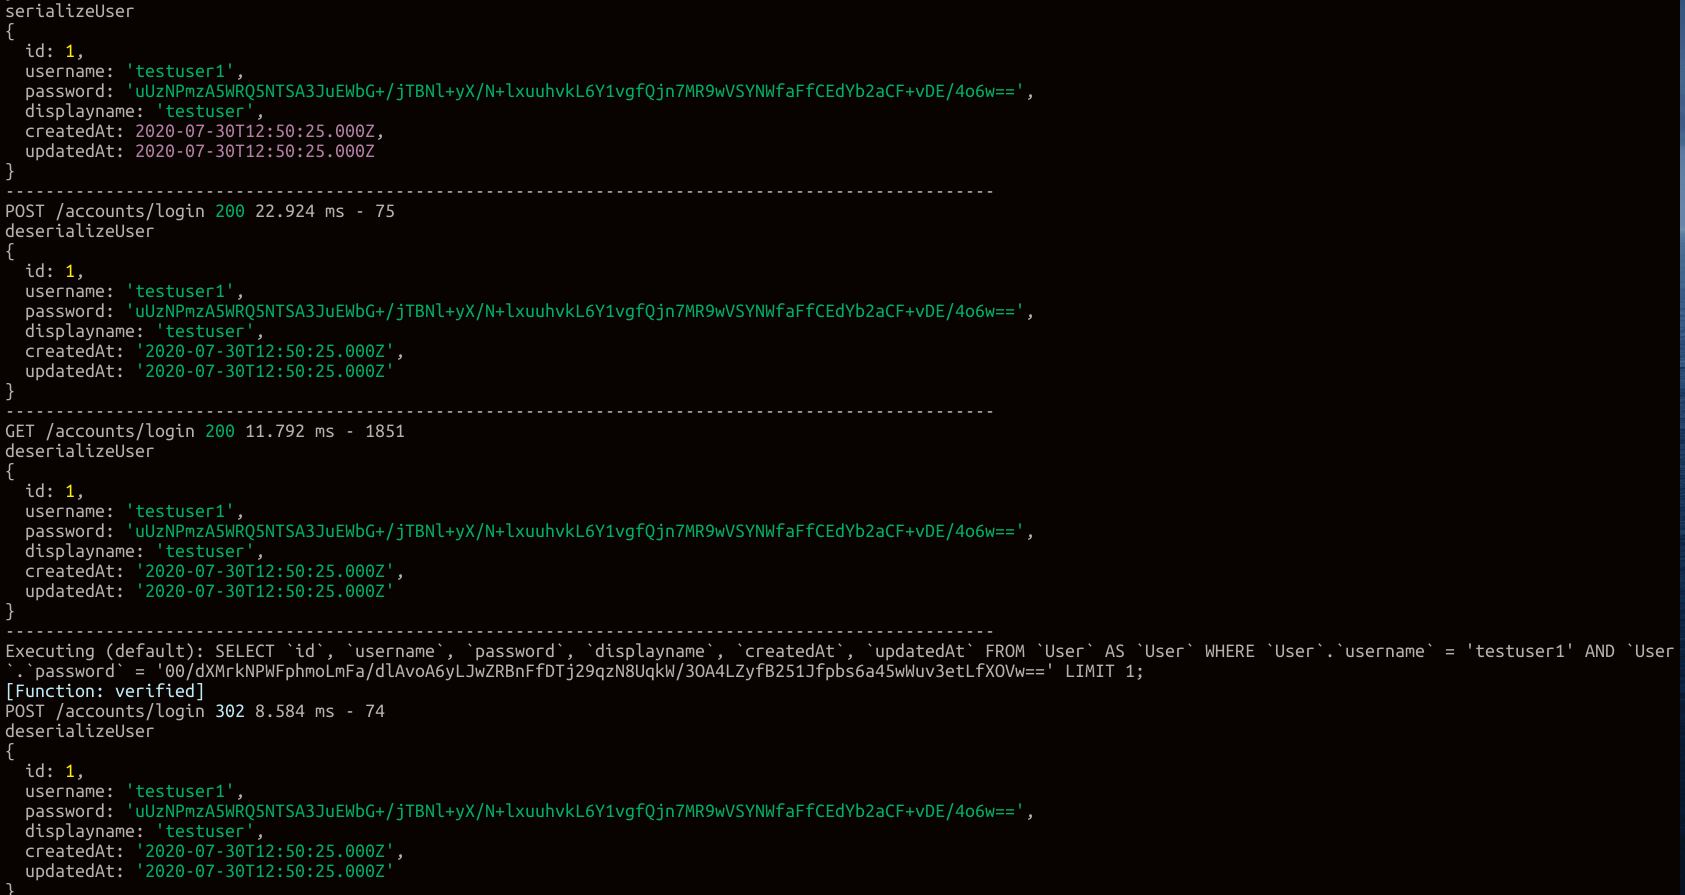 serializeUser
{
  id: 1,
  username: 'testuser1',
  password: 'uUzNPmzA5WRQ5NTSA3JuEWbG+/jTBNl+yX/N+lxuuhvkL6Y1vgfQjn7MR9wVSYNWfaFfCEdYb2aCF+vDE/4o6w==',
  displayname: 'testuser',
  createdAt: 2020-07-30T12:50:25.000Z,
  updatedAt: 2020-07-30T12:50:25.000Z
}
---------------------------------------------------------------------------------------------------
POST /accounts/login 200 22.924 ms - 75
deserializeUser
{
  id: 1,
  username: 'testuser1',
  password: 'uUzNPmzA5WRQ5NTSA3JuEWbG+/jTBNl+yX/N+lxuuhvkL6Y1vgfQjn7MR9wVSYNWfaFfCEdYb2aCF+vDE/4o6w==',
  displayname: 'testuser',
  createdAt: '2020-07-30T12:50:25.000Z',
  updatedAt: '2020-07-30T12:50:25.000Z'
}
---------------------------------------------------------------------------------------------------
GET /accounts/login 200 11.792 ms - 1851
deserializeUser
{
  id: 1,
  username: 'testuser1',
  password: 'uUzNPmzA5WRQ5NTSA3JuEWbG+/jTBNl+yX/N+lxuuhvkL6Y1vgfQjn7MR9wVSYNWfaFfCEdYb2aCF+vDE/4o6w==',
  displayname: 'testuser',
  createdAt: '2020-07-30T12:50:25.000Z',
  updatedAt: '2020-07-30T12:50:25.000Z'
}
---------------------------------------------------------------------------------------------------
Executing (default): SELECT `id`, `username`, `password`, `displayname`, `createdAt`, `updatedAt` FROM `User` AS `User` WHERE `User`.`username` = 'testuser1' AND `User
`.`password` = '00/dXMrkNPWFphmoLmFa/dlAvoA6yLJwZRBnFfDTj29qzN8UqkW/3OA4LZyfB251Jfpbs6a45wWuv3etLfXOVw==' LIMIT 1;
[Function: verified]
POST /accounts/login 302 8.584 ms - 74
deserializeUser
{
  id: 1,
  username: 'testuser1',
  password: 'uUzNPmzA5WRQ5NTSA3JuEWbG+/jTBNl+yX/N+lxuuhvkL6Y1vgfQjn7MR9wVSYNWfaFfCEdYb2aCF+vDE/4o6w==',
  displayname: 'testuser',
  createdAt: '2020-07-30T12:50:25.000Z',
  updatedAt: '2020-07-30T12:50:25.000Z'
}